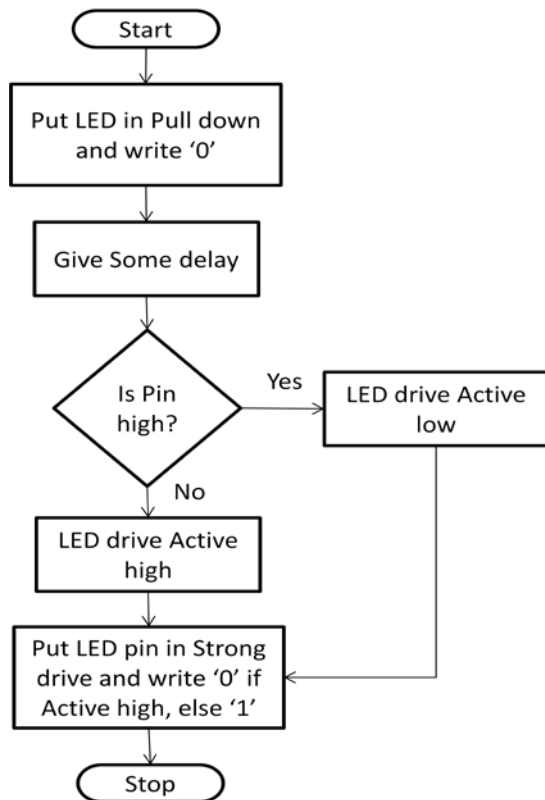 Start
Put LED in Pull down
and write ‘0’
Give Some delay
Is Pin
high?
Yes
LED drive Active
low
No
LED drive Active
high
Put LED pin in Strong
drive and write ‘0’ if
Active high, else ‘1’
Stop